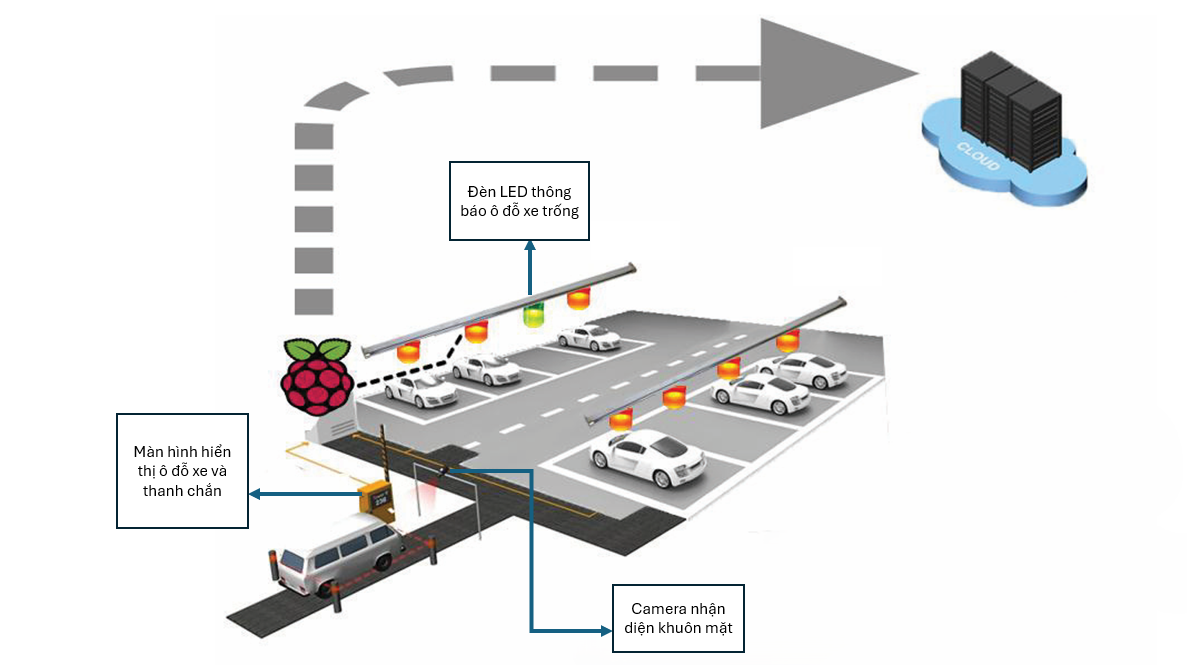 CLOUD
Đèn LED thông
báo ô đỗ xe trống
Màn hình hiển
thị ô đỗ xe và
thanh chắn
Camera nhận
diện khuôn mặt